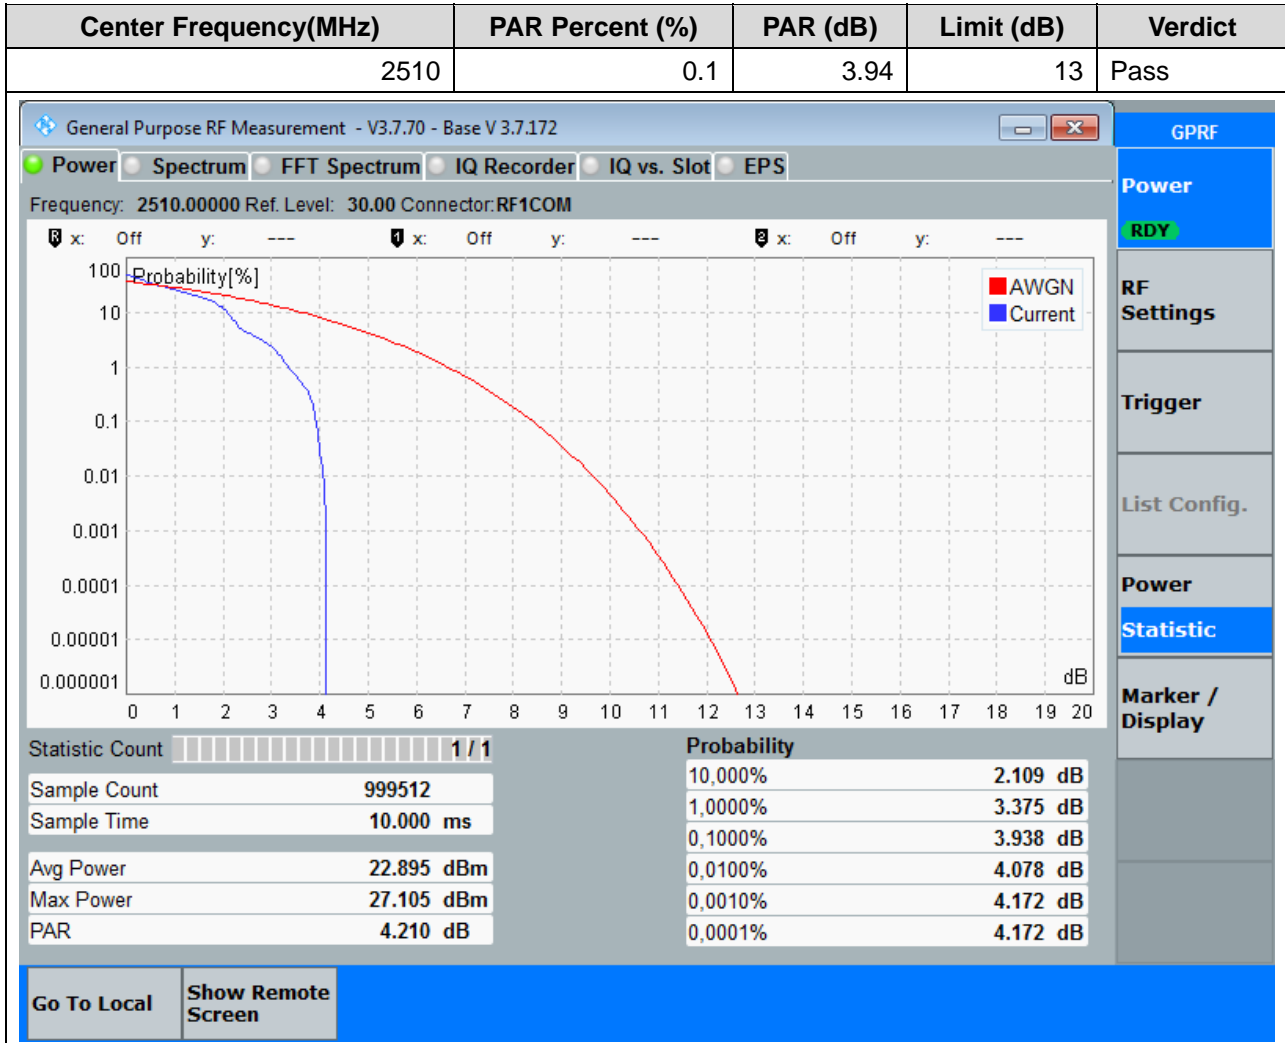 Center Frequency(MHz) PAR Percent (%) PAR (dB) Limit (dB) Verdict
2510 0.1 3.94 13 Pass
General Purpose RF Measurement - V3.7.70 - Base V 3.7.172
GPRF
Power Spectrum FFT Spectrum IQ Recorder IQ vs. Slot EPS
Power
RDY
Frequency: 2510.00000 Ref. Level: 30.00 Connector:RF1COM
R x: Off y: --- 1 x: Off y: --- 2 x: Off y: ---
Probability[%]
AWGN
Current
100
10
1
0.1
0.01
0.001
0.0001
0.00001
0.000001
dB
0 1 2 3 4 5 6 7 8 9 10 11 12 13 14 15 16 17 18 19 20
RF
Settings
Trigger
List Config.
Power
Statistic
Marker /
Display
Statistic Count 1 / 1
Sample Count 999512
Sample Time 10.000 ms
Avg Power 22.895 dBm
Max Power 27.105 dBm
PAR 4.210 dB
Probability
10,000% 2.109 dB
1,0000% 3.375 dB
0,1000% 3.938 dB
0,0100% 4.078 dB
0,0010% 4.172 dB
0,0001% 4.172 dB
Go To Local
Show Remote
Screen